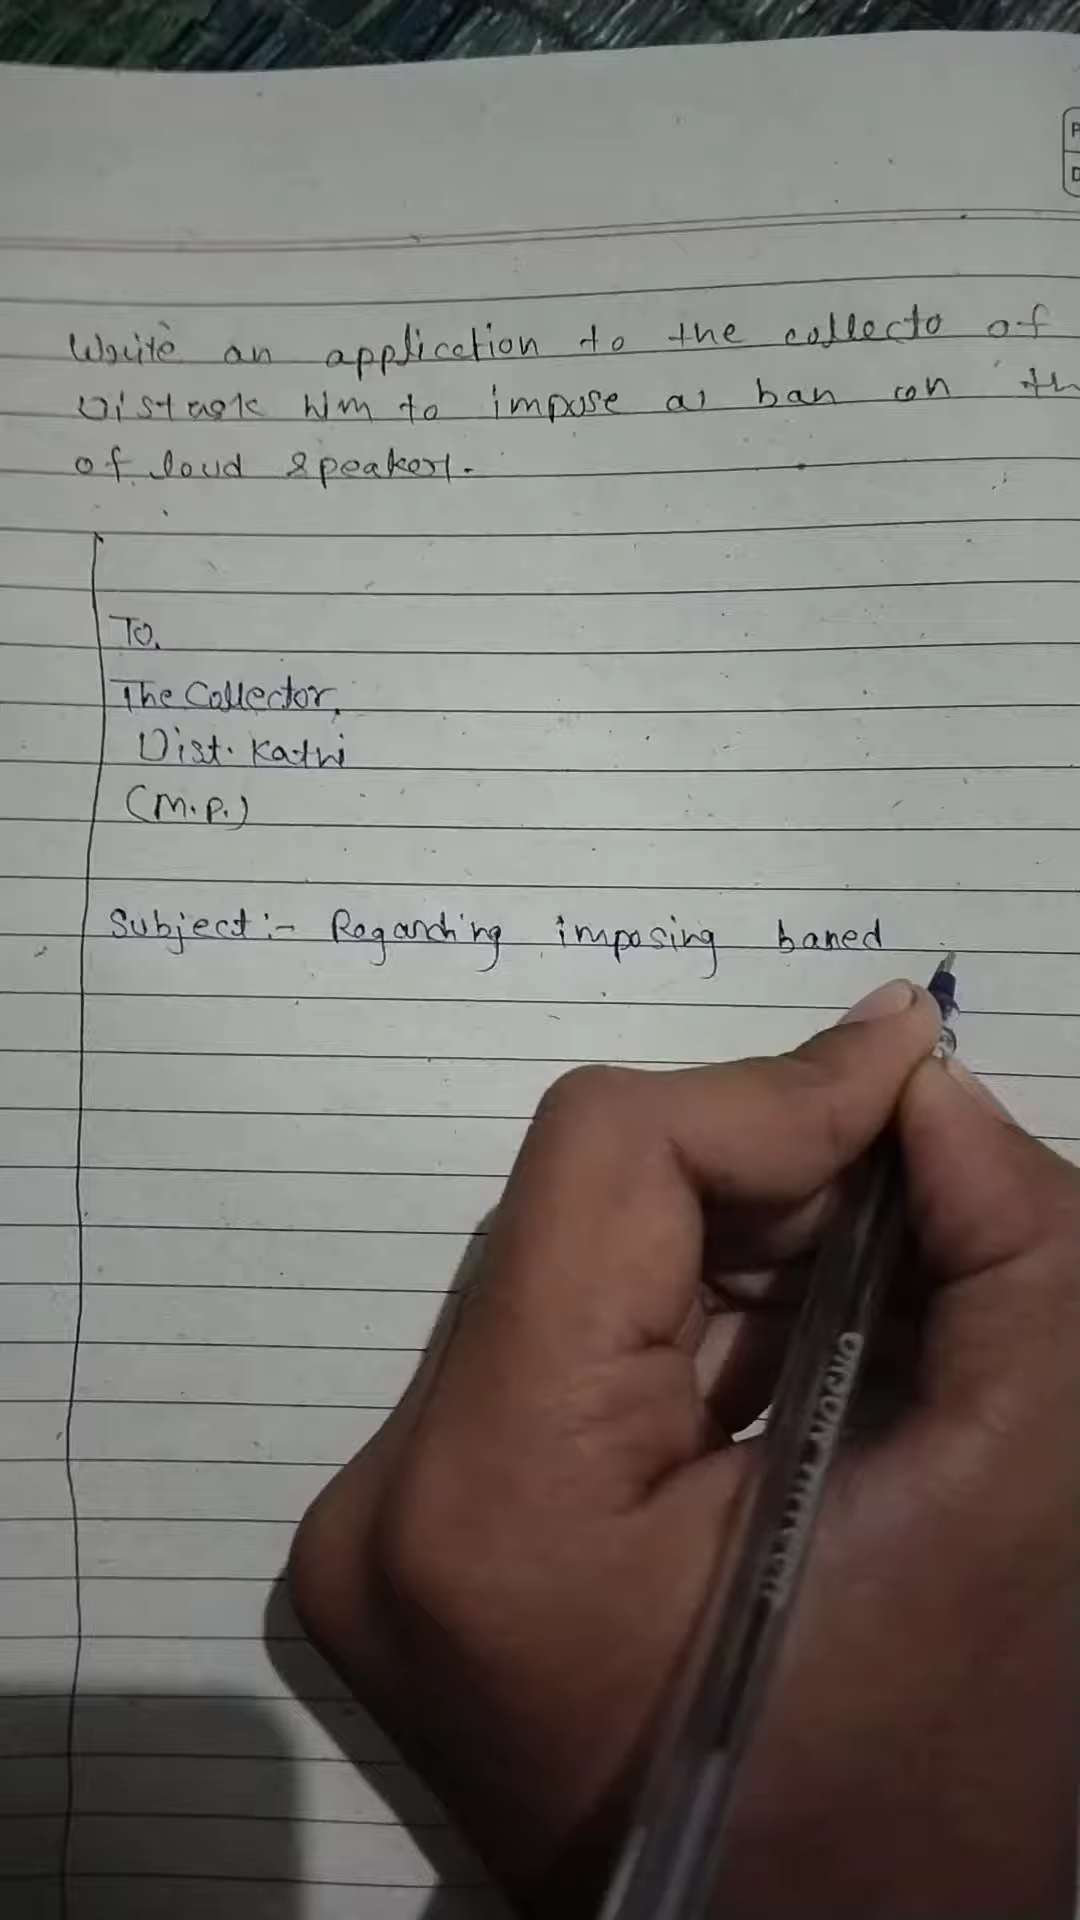 Write an application to the collecto of
Dist ask him to impose a ban on th
of loud speaker.
To,
The Collector,
Dist. Katni
(M.P.)
Subject:- Regarding imposing baned